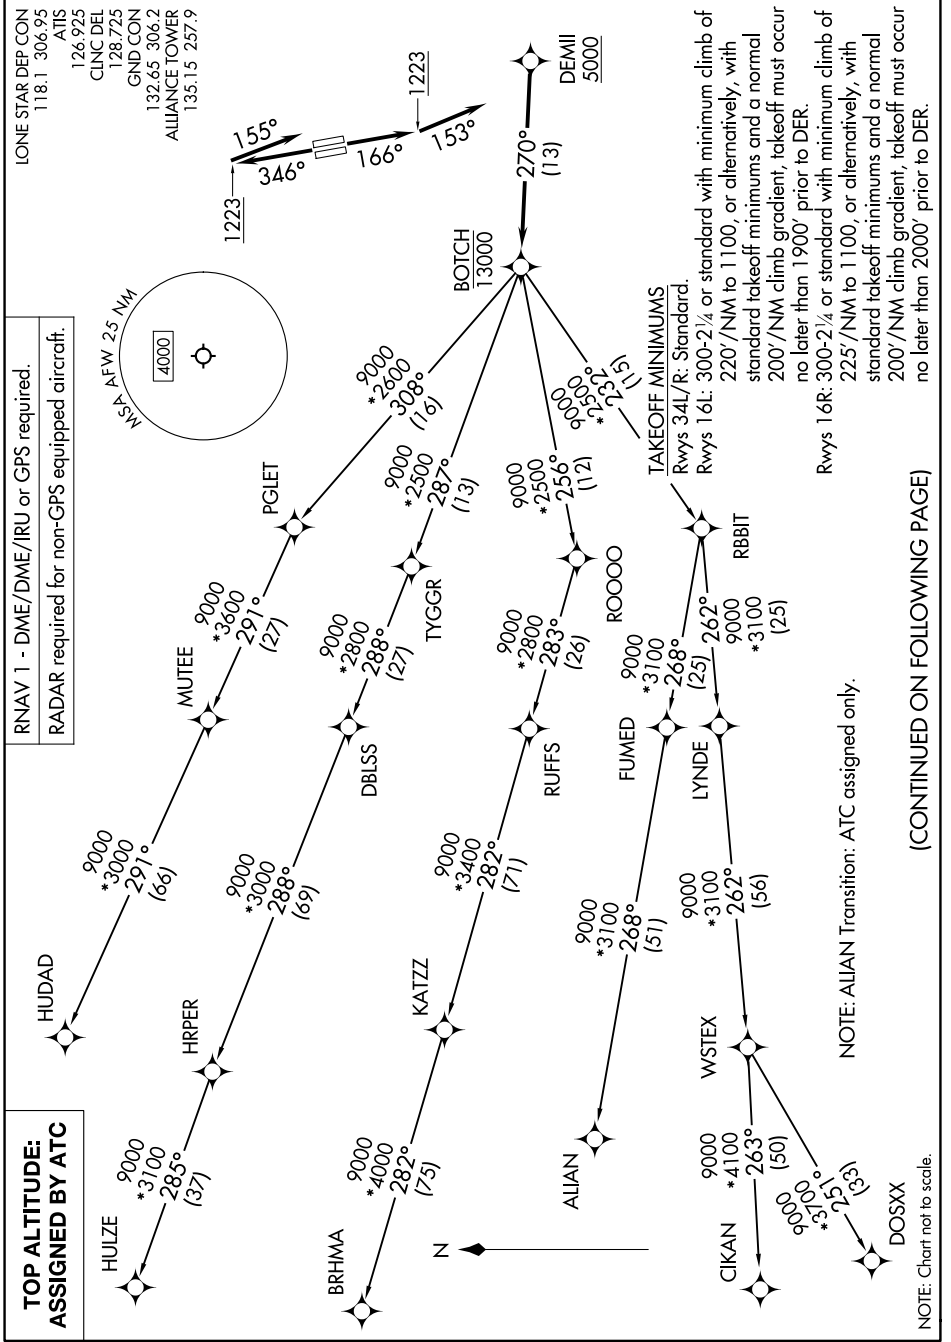 LONE STAR DEP CON
118.1 306.95
ATIS
126.925
CLNC DEL
128.725
GND CON
132.65 306.2
ALLIANCE TOWER
135.15 257.9
RNAV 1 - DME/DME/IRU or GPS required.
RADAR required for non-GPS equipped aircraft.
TOP ALTITUDE:
ASSIGNED BY ATC
MSA AFW 25 NM
4000
1223
155°
346°
166°
1223
153°
DEMII
5000
270°
(13)
BOTCH
13000
9000
*2600
308°
(16)
PGLET
9000
*3600
291°
(27)
MUTEE
9000
*3000
291°
(66)
HUDAD
9000
*2500
287°
(13)
TYGGR
9000
*2800
288°
(27)
DBLSS
9000
*3000
288°
(69)
HRPER
9000
*3100
285°
(37)
HULZE
9000
*2500
256°
(12)
ROOOO
9000
*2800
283°
(26)
RUFFS
9000
*3400
282°
(71)
KATZZ
9000
*4000
282°
(75)
BRHMA
9000
*2500
232°
(15)
RBBIT
9000
*3100
268°
(25)
FUMED
9000
*3100
268°
(51)
ALIAN
262°
9000
*3100
(25)
LYNDE
9000
*3100
262°
(56)
WSTEX
9000
*4100
263°
(50)
CIKAN
9000
*3700
251°
(33)
DOSXX
N
TAKEOFF MINIMUMS
Rwys 34L/R: Standard.
Rwys 16L: 300-2¼ or standard with minimum climb of
220'/NM to 1100, or alternatively, with
standard takeoff minimums and a normal
200'/NM climb gradient, takeoff must occur
no later than 1900' prior to DER.
Rwys 16R: 300-2¼ or standard with minimum climb of
225'/NM to 1100, or alternatively, with
standard takeoff minimums and a normal
200'/NM climb gradient, takeoff must occur
no later than 2000' prior to DER.
NOTE: ALIAN Transition: ATC assigned only.
(CONTINUED ON FOLLOWING PAGE)
NOTE: Chart not to scale.